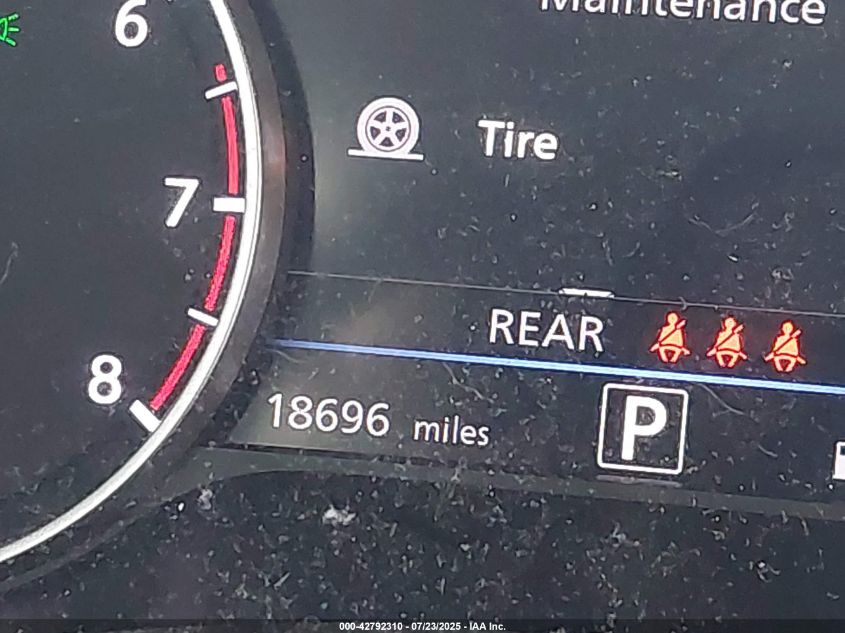 6
Maintenance
Tire
7
REAR
8
18696 miles
P
000-42792310 - 07/23/2025 - IAA Inc.